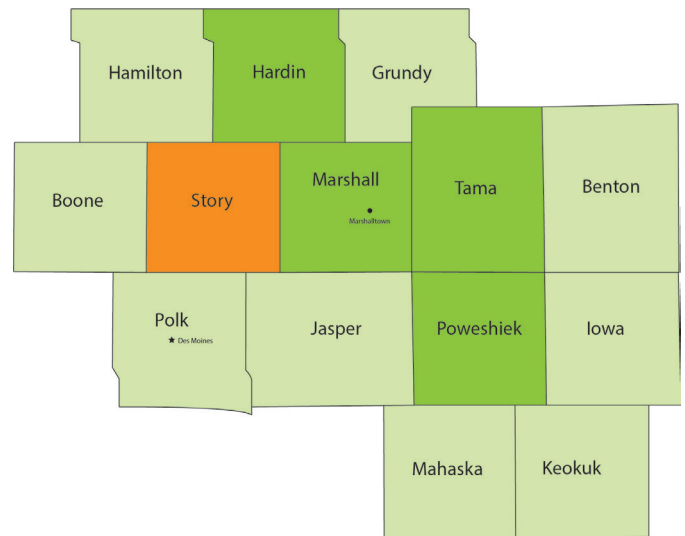 Hamilton
Hardin
Grundy
Boone
Story
Marshall
Marshalltown
Tama
Benton
Polk
Des Moines
Jasper
Poweshiek
Iowa
Mahaska
Keokuk